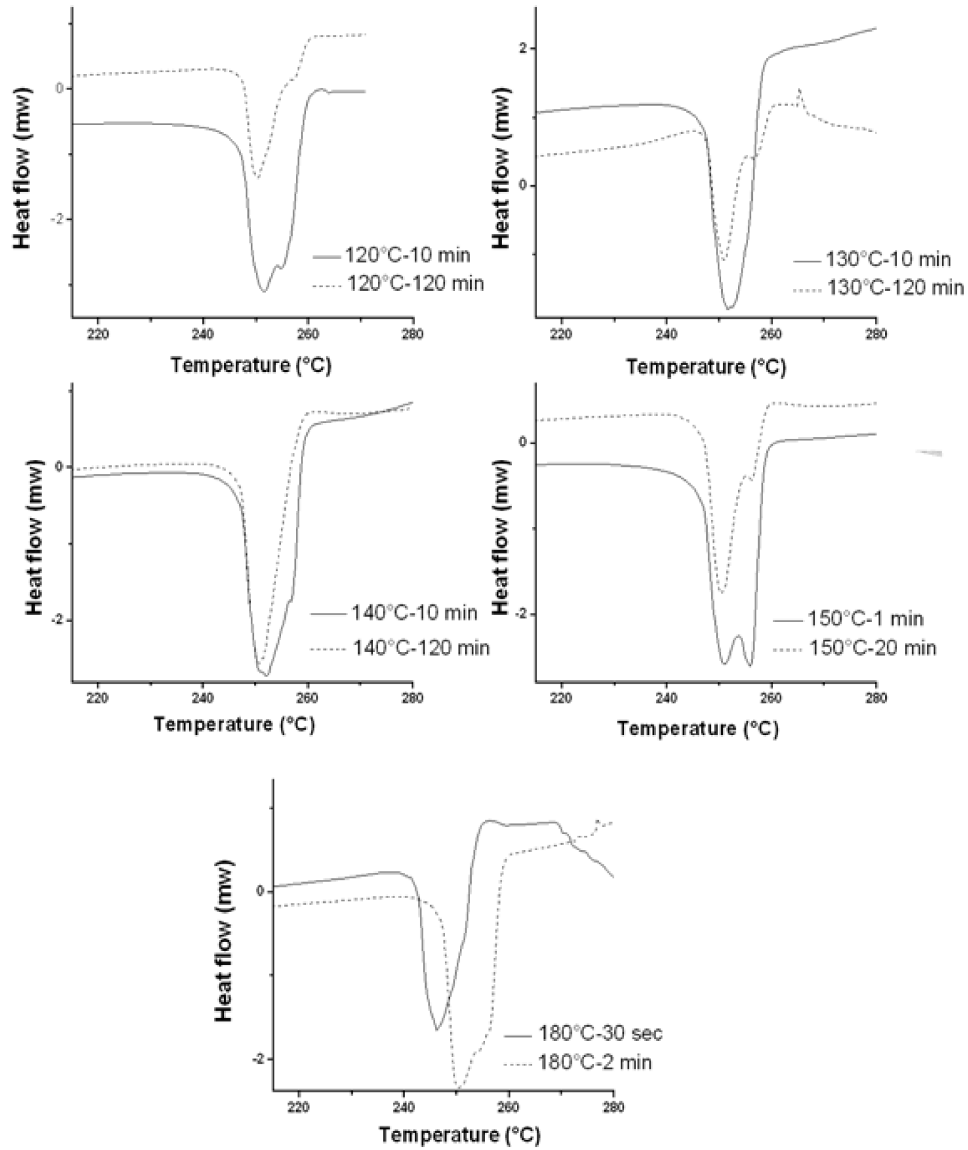 Heat flow (mw)
0
-2
120°C-10 min
120°C-120 min
220 240 260 280
Temperature (°C)
Heat flow (mw)
2
0
130°C-10 min
130°C-120 min
220 240 260 280
Temperature (°C)
Heat flow (mw)
0
-2
140°C-10 min
140°C-120 min
220 240 260 280
Temperature (°C)
Heat flow (mw)
0
-2
150°C-1 min
150°C-20 min
220 240 260 280
Temperature (°C)
Heat flow (mw)
0
-2
180°C-30 sec
180°C-2 min
220 240 260 280
Temperature (°C)